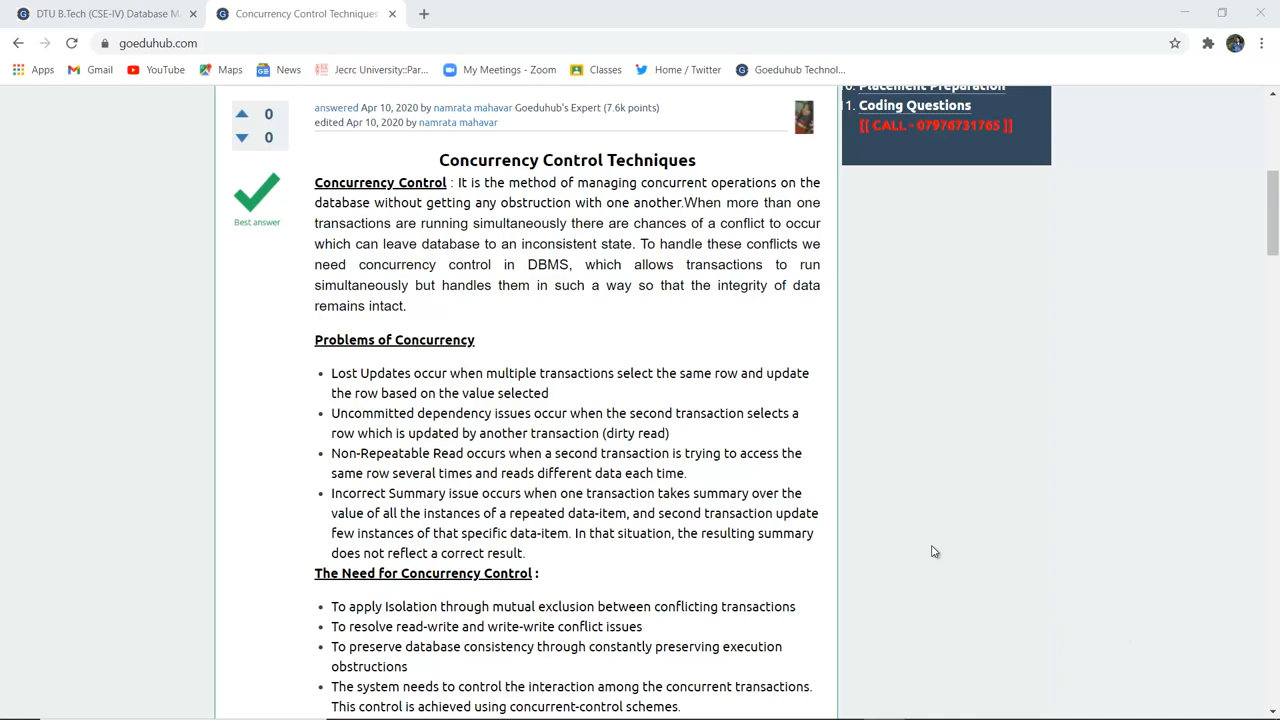 DTU B.Tech (CSE-IV) Database M
Concurrency Control Techniques
goeduhub.com
Apps
Gmail
YouTube
Maps
News
Jecrc University::Par...
My Meetings - Zoom
Classes
Home / Twitter
Goeduhub Technol...
0
0
Best answer
answered Apr 10, 2020 by namrata mahavar Goeduhub's Expert (7.6k points)
edited Apr 10, 2020 by namrata mahavar
Concurrency Control Techniques
Concurrency Control : It is the method of managing concurrent operations on the
database without getting any obstruction with one another.When more than one
transactions are running simultaneously there are chances of a conflict to occur
which can leave database to an inconsistent state. To handle these conflicts we
need concurrency control in DBMS, which allows transactions to run
simultaneously but handles them in such a way so that the integrity of data
remains intact.
Problems of Concurrency
• Lost Updates occur when multiple transactions select the same row and update
the row based on the value selected
• Uncommitted dependency issues occur when the second transaction selects a
row which is updated by another transaction (dirty read)
• Non-Repeatable Read occurs when a second transaction is trying to access the
same row several times and reads different data each time.
• Incorrect Summary issue occurs when one transaction takes summary over the
value of all the instances of a repeated data-item, and second transaction update
few instances of that specific data-item. In that situation, the resulting summary
does not reflect a correct result.
The Need for Concurrency Control :
• To apply Isolation through mutual exclusion between conflicting transactions
• To resolve read-write and write-write conflict issues
• To preserve database consistency through constantly preserving execution
obstructions
• The system needs to control the interaction among the concurrent transactions.
This control is achieved using concurrent-control schemes.
Placement Preparation
11. Coding Questions
[[ CALL - 07976731765 ]]